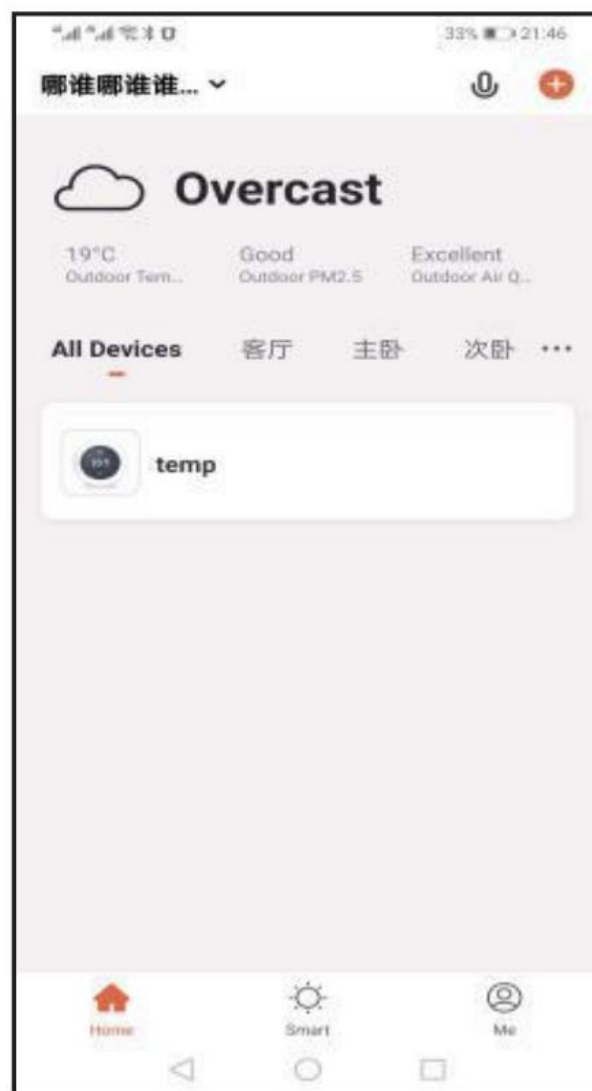 33% 21:46
哪谁哪谁谁...
Overcast
19°C Good Excellent
Outdoor Tem... Outdoor PM2.5 Outdoor Air Q...
All Devices 客厅 主卧 次卧 ...
temp
Home Smart Me